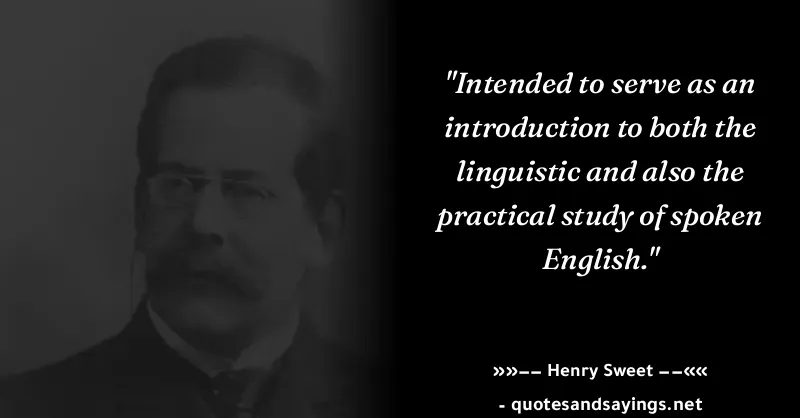 "Intended to serve as an
introduction to both the
linguistic and also the
practical study of spoken
English."
»»−− Henry Sweet −−««
- quotesandsayings.net